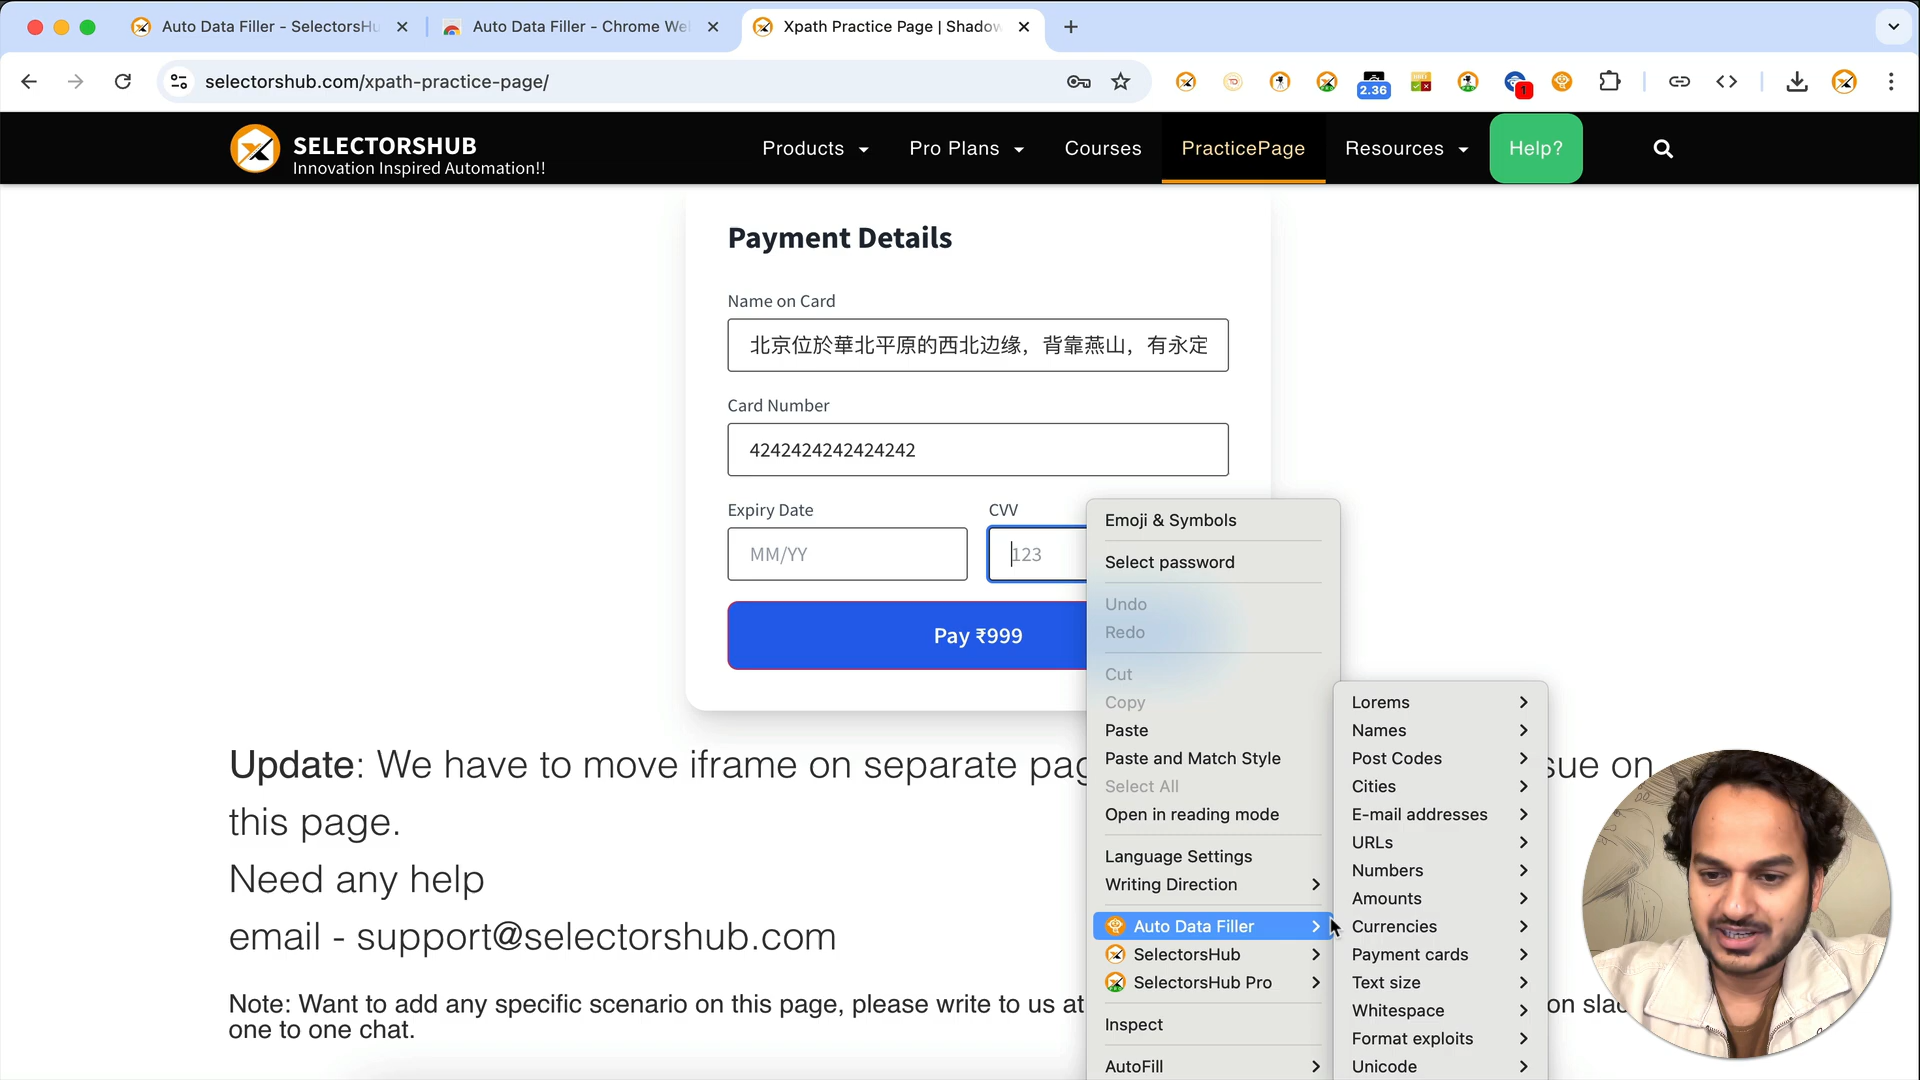 Auto Data Filler - SelectorsHu
Auto Data Filler - Chrome We
Xpath Practice Page | Shadow
selectorshub.com/xpath-practice-page/
2.36
1
SELECTORSHUB
Innovation Inspired Automation!!
Products
Pro Plans
Courses
PracticePage
Resources
Help?
Payment Details
Name on Card
北京位於華北平原的西北边缘，背靠燕山，有永定
Card Number
4242424242424242
Expiry Date
CVV
MM/YY
123
Pay ₹999
Update: We have to move iframe on separate pag
sue on
this page.
Need any help
email - support@selectorshub.com
Note: Want to add any specific scenario on this page, please write to us at
on slac
one to one chat.
Emoji & Symbols
Select password
Undo
Redo
Cut
Copy
Paste
Paste and Match Style
Select All
Open in reading mode
Language Settings
Writing Direction
Auto Data Filler
SelectorsHub
SelectorsHub Pro
Inspect
AutoFill
Lorems
Names
Post Codes
Cities
E-mail addresses
URLs
Numbers
Amounts
Currencies
Payment cards
Text size
Whitespace
Format exploits
Unicode